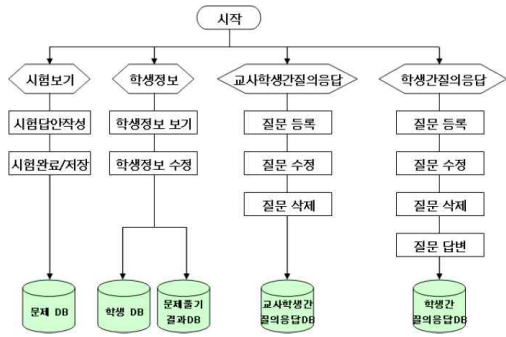 시작
시험보기
학생정보
교사학생간질의응답
학생간질의응답
시험답안작성
학생정보 보기
질문 등록
질문 등록
시험완료/저장
학생정보 수정
질문 수정
질문 수정
질문 삭제
질문 삭제
질문 답변
문제 DB
학생 DB
문제풀기
결과DB
교사학생간
질의응답DB
학생간
질의응답DB